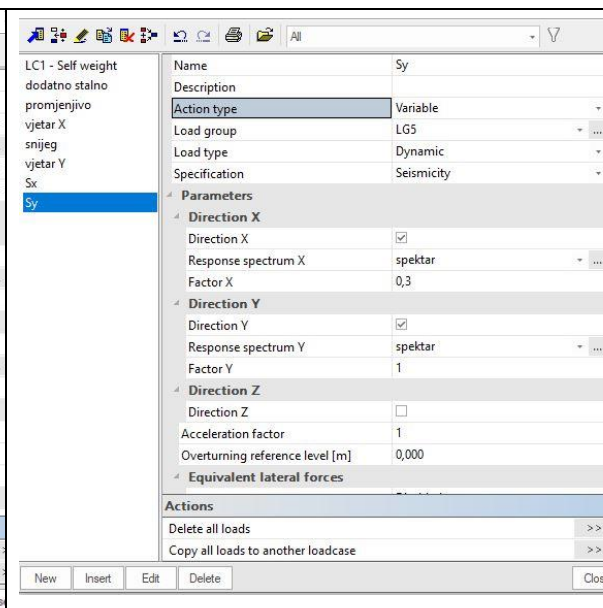 All
LC1 - Self weight
dodatno stalno
promjenjivo
vjetar X
snijeg
vjetar Y
Sx
Sy
Name Sy
Description
Action type Variable
Load group LG5 ...
Load type Dynamic
Specification Seismicity
Parameters
Direction X
Direction X
Response spectrum X spektar ...
Factor X 0,3
Direction Y
Direction Y
Response spectrum Y spektar ...
Factor Y 1
Direction Z
Direction Z
Acceleration factor 1
Overturning reference level [m] 0,000
Equivalent lateral forces
Actions
Delete all loads >>
Copy all loads to another loadcase >>
New Insert Edit Delete Clos